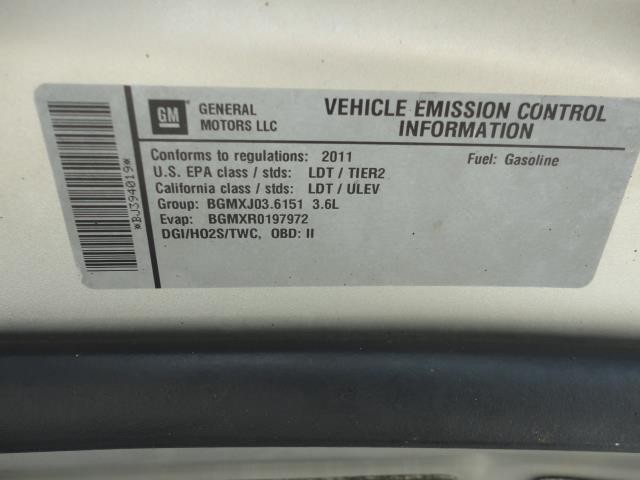 *BJ394019*
GM
GENERAL
MOTORS LLC
VEHICLE EMISSION CONTROL
INFORMATION
Conforms to regulations: 2011
Fuel: Gasoline
U.S. EPA class / stds: LDT / TIER2
California class / stds: LDT / ULEV
Group: BGMXJ03.6151 3.6L
Evap: BGMXR0197972
DGI/HO2S/TWC, OBD: II